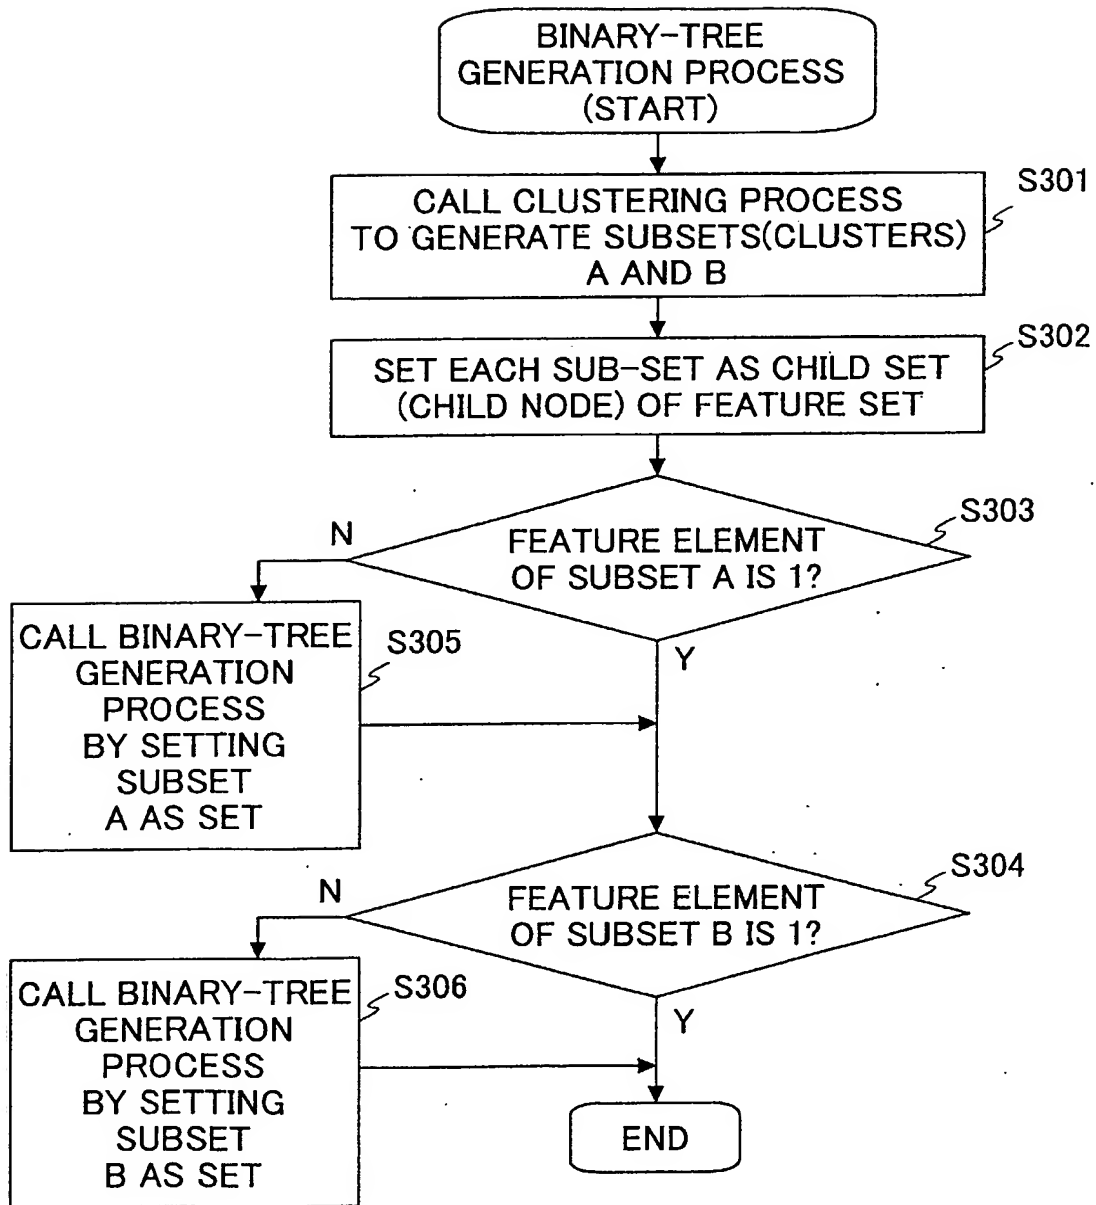 BINARY-TREE
GENERATION PROCESS
(START)
S301
CALL CLUSTERING PROCESS
TO GENERATE SUBSETS(CLUSTERS)
A AND B
S302
SET EACH SUB-SET AS CHILD SET
(CHILD NODE) OF FEATURE SET
S303
N
FEATURE ELEMENT
OF SUBSET A IS 1?
Y
S305
CALL BINARY-TREE
GENERATION
PROCESS
BY SETTING
SUBSET
A AS SET
S304
N
FEATURE ELEMENT
OF SUBSET B IS 1?
Y
S306
CALL BINARY-TREE
GENERATION
PROCESS
BY SETTING
SUBSET
B AS SET
END